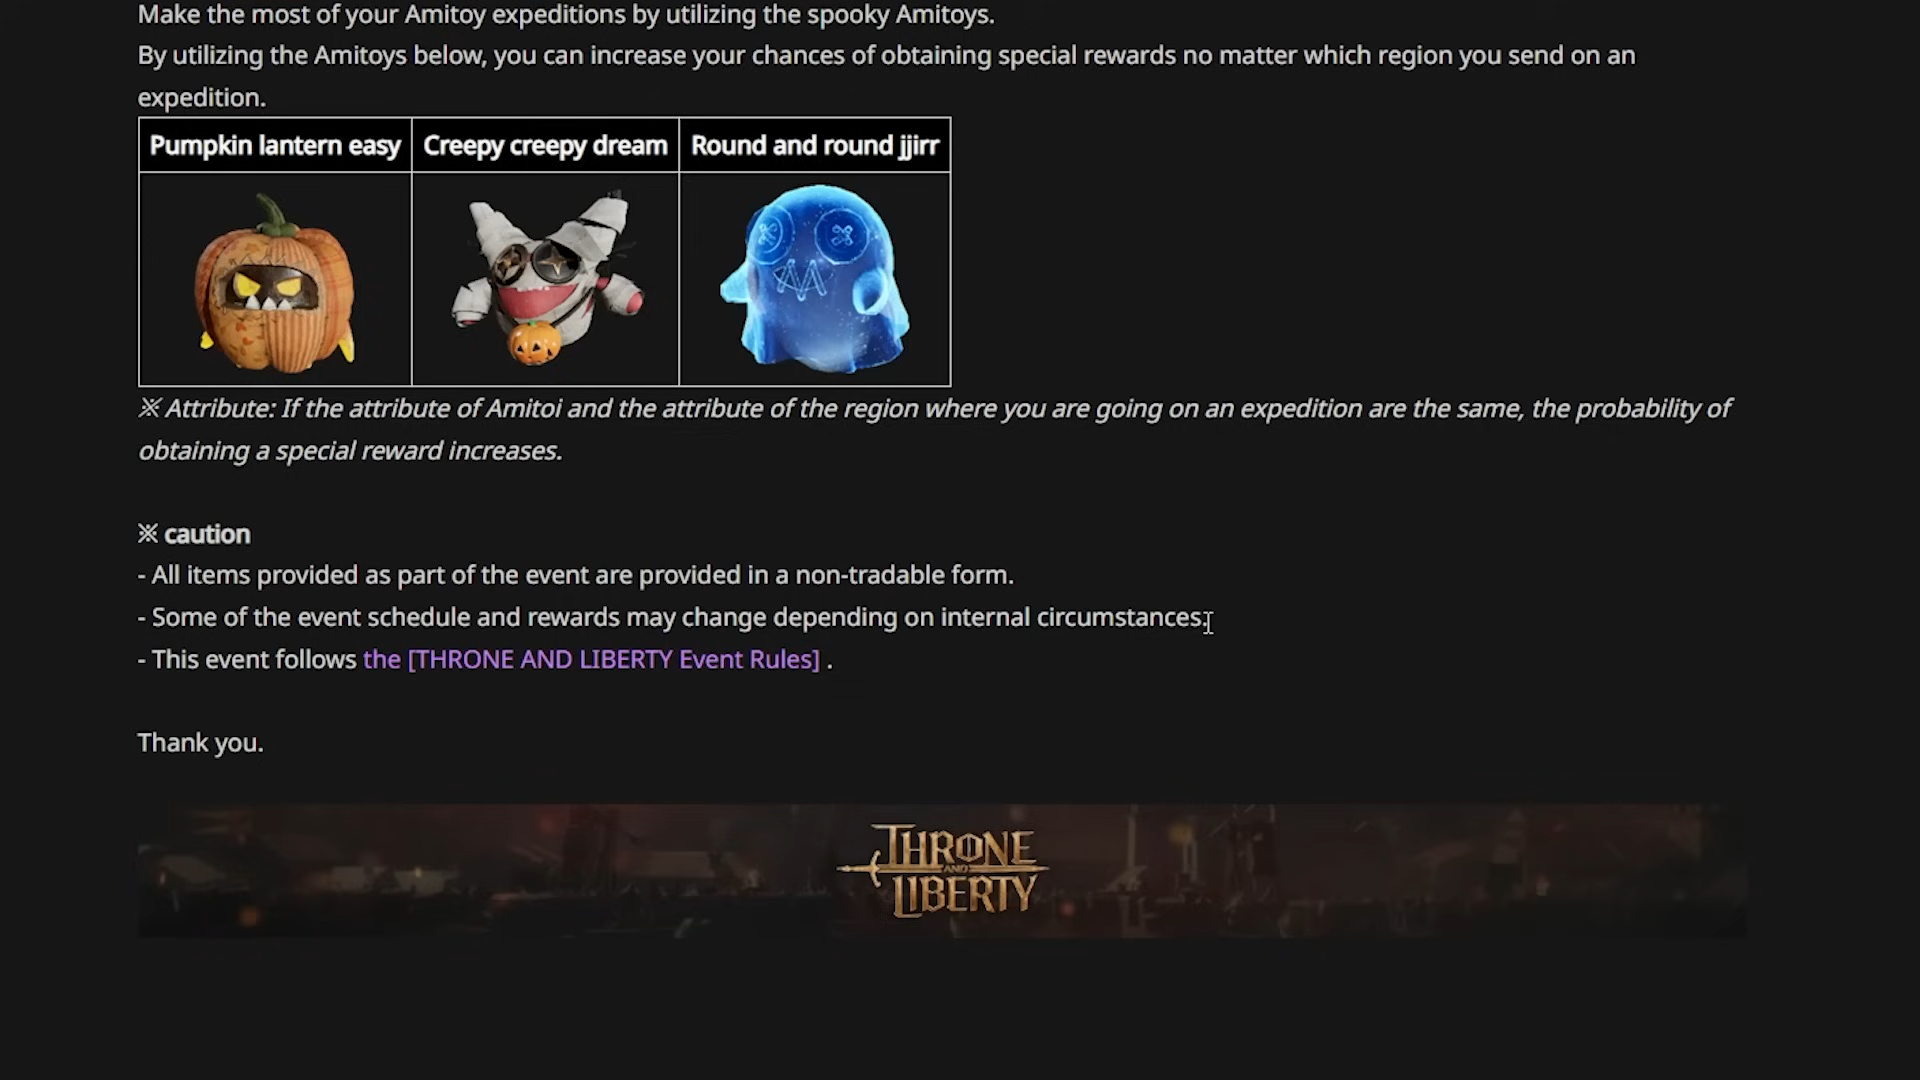 Make the most of your Amitoy expeditions by utilizing the spooky Amitoys.
By utilizing the Amitoys below, you can increase your chances of obtaining special rewards no matter which region you send on an
expedition.
Pumpkin lantern easy
Creepy creepy dream
Round and round jjirr
※ Attribute: If the attribute of Amitoi and the attribute of the region where you are going on an expedition are the same, the probability of
obtaining a special reward increases.
※ caution
- All items provided as part of the event are provided in a non-tradable form.
- Some of the event schedule and rewards may change depending on internal circumstances.
- This event follows the [THRONE AND LIBERTY Event Rules] .
Thank you.
THRONE
AND
LIBERTY